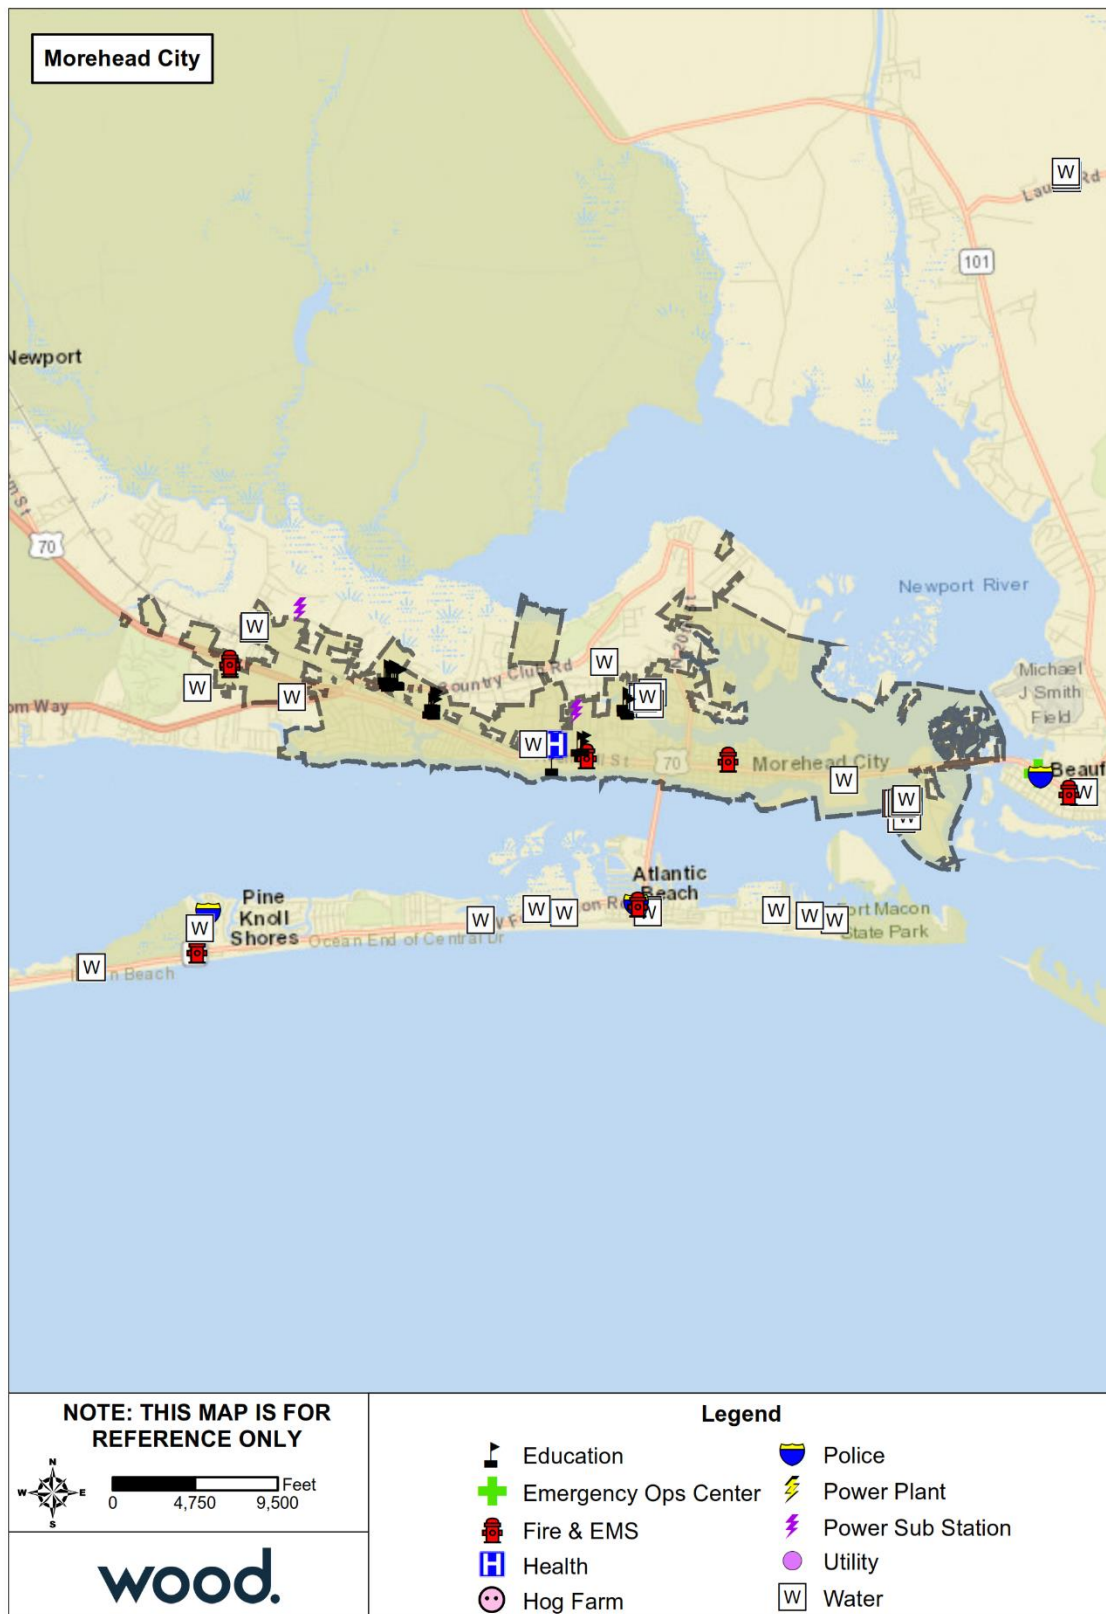 Morehead City
Newport
101
70
Newport River
Michael
J Smith
Field
Country Club Rd
70
Morehead City
Atlantic
Beach
Pine
Knoll
Shores
Ocean End of Central Dr
Fort Macon
State Park
Beach
NOTE: THIS MAP IS FOR
REFERENCE ONLY
N
W E
S
Feet
0 4,750 9,500
wood.
Legend
Education
Emergency Ops Center
Fire & EMS
H Health
Hog Farm
Police
Power Plant
Power Sub Station
Utility
W Water